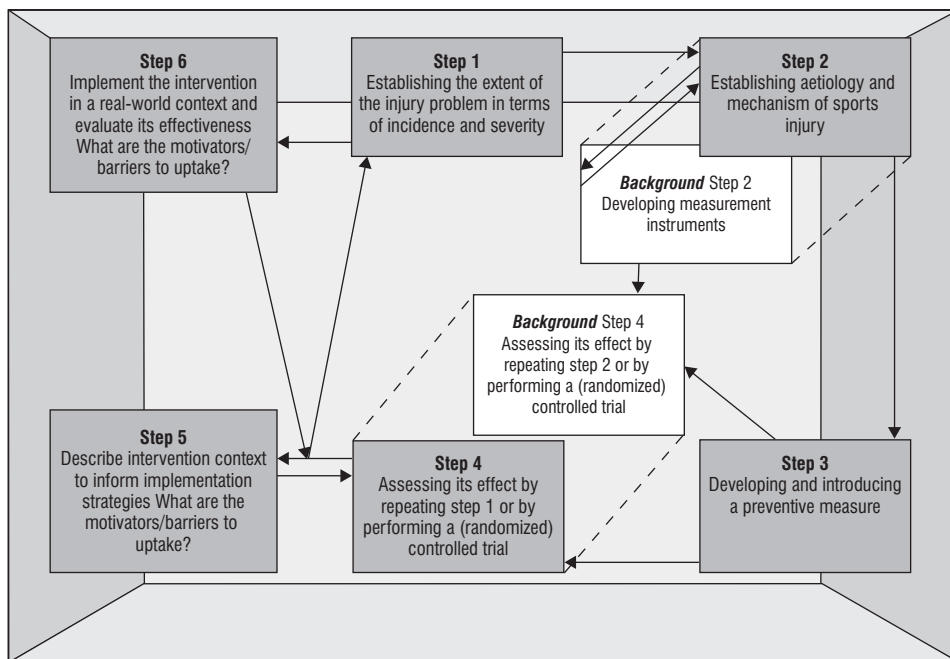 Step 6
Implement the intervention
in a real-world context and
evaluate its effectiveness
What are the motivators/
barriers to uptake?
Step 1
Establishing the extent of
the injury problem in terms
of incidence and severity
Step 2
Establishing aetiology and
mechanism of sports
injury
Background Step 2
Developing measurement
instruments
Background Step 4
Assessing its effect by
repeating step 2 or by
performing a (randomized)
controlled trial
Step 5
Describe intervention context
to inform implementation
strategies What are the
motivators/barriers to
uptake?
Step 4
Assessing its effect by
repeating step 1 or by
performing a (randomized)
controlled trial
Step 3
Developing and introducing
a preventive measure